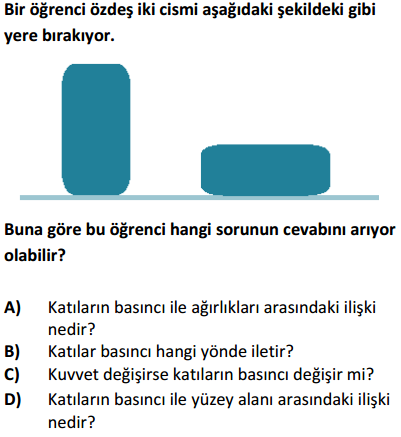 Bir öğrenci özdeş iki cismi aşağıdaki şekildeki gibi
yere bırakıyor.
Buna göre bu öğrenci hangi sorunun cevabını arıyor
olabilir?
A) Katıların basıncı ile ağırlıkları arasındaki ilişki
nedir?
B) Katılar basıncı hangi yönde iletir?
C) Kuvvet değişirse katıların basıncı değişir mi?
D) Katıların basıncı ile yüzey alanı arasındaki ilişki
nedir?